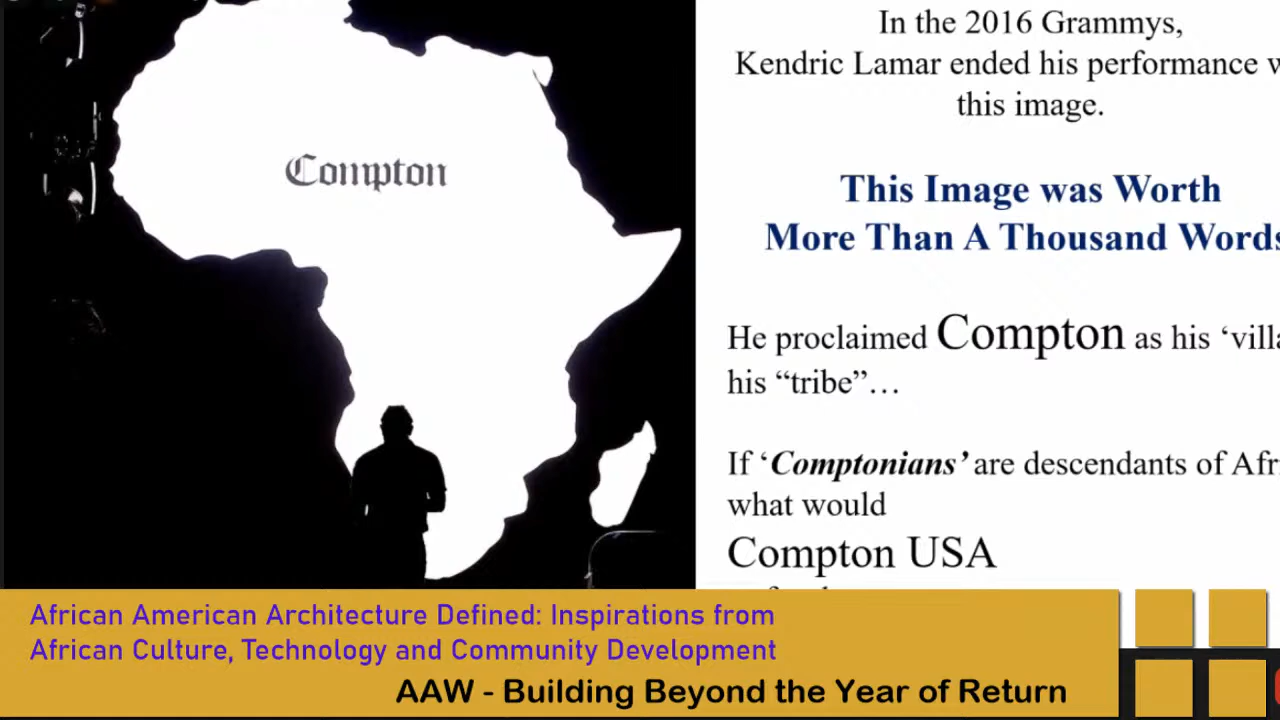 Compton
In the 2016 Grammys,
Kendric Lamar ended his performance
this image.
This Image was Worth
More Than A Thousand Words
He proclaimed Compton as his
his “tribe”…
If ‘Comptonians’ are descendants of
what would
Compton USA
African American Architecture Defined: Inspirations from
African Culture, Technology and Community Development
AAW - Building Beyond the Year of Return